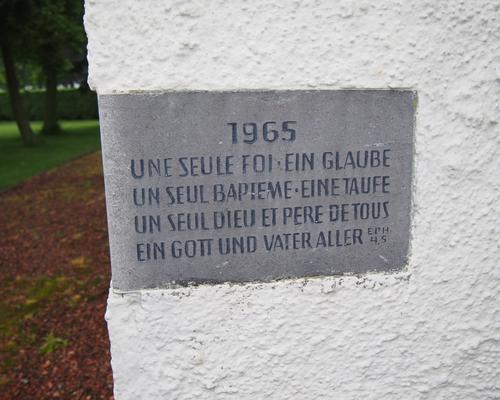 1965
UNE SEULE FOI · EIN GLAUBE
UN SEUL BAPTEME · EINE TAUFE
UN SEUL DIEU ET PERE DE TOUS
EIN GOTT UND VATER ALLER EPH. 4,5